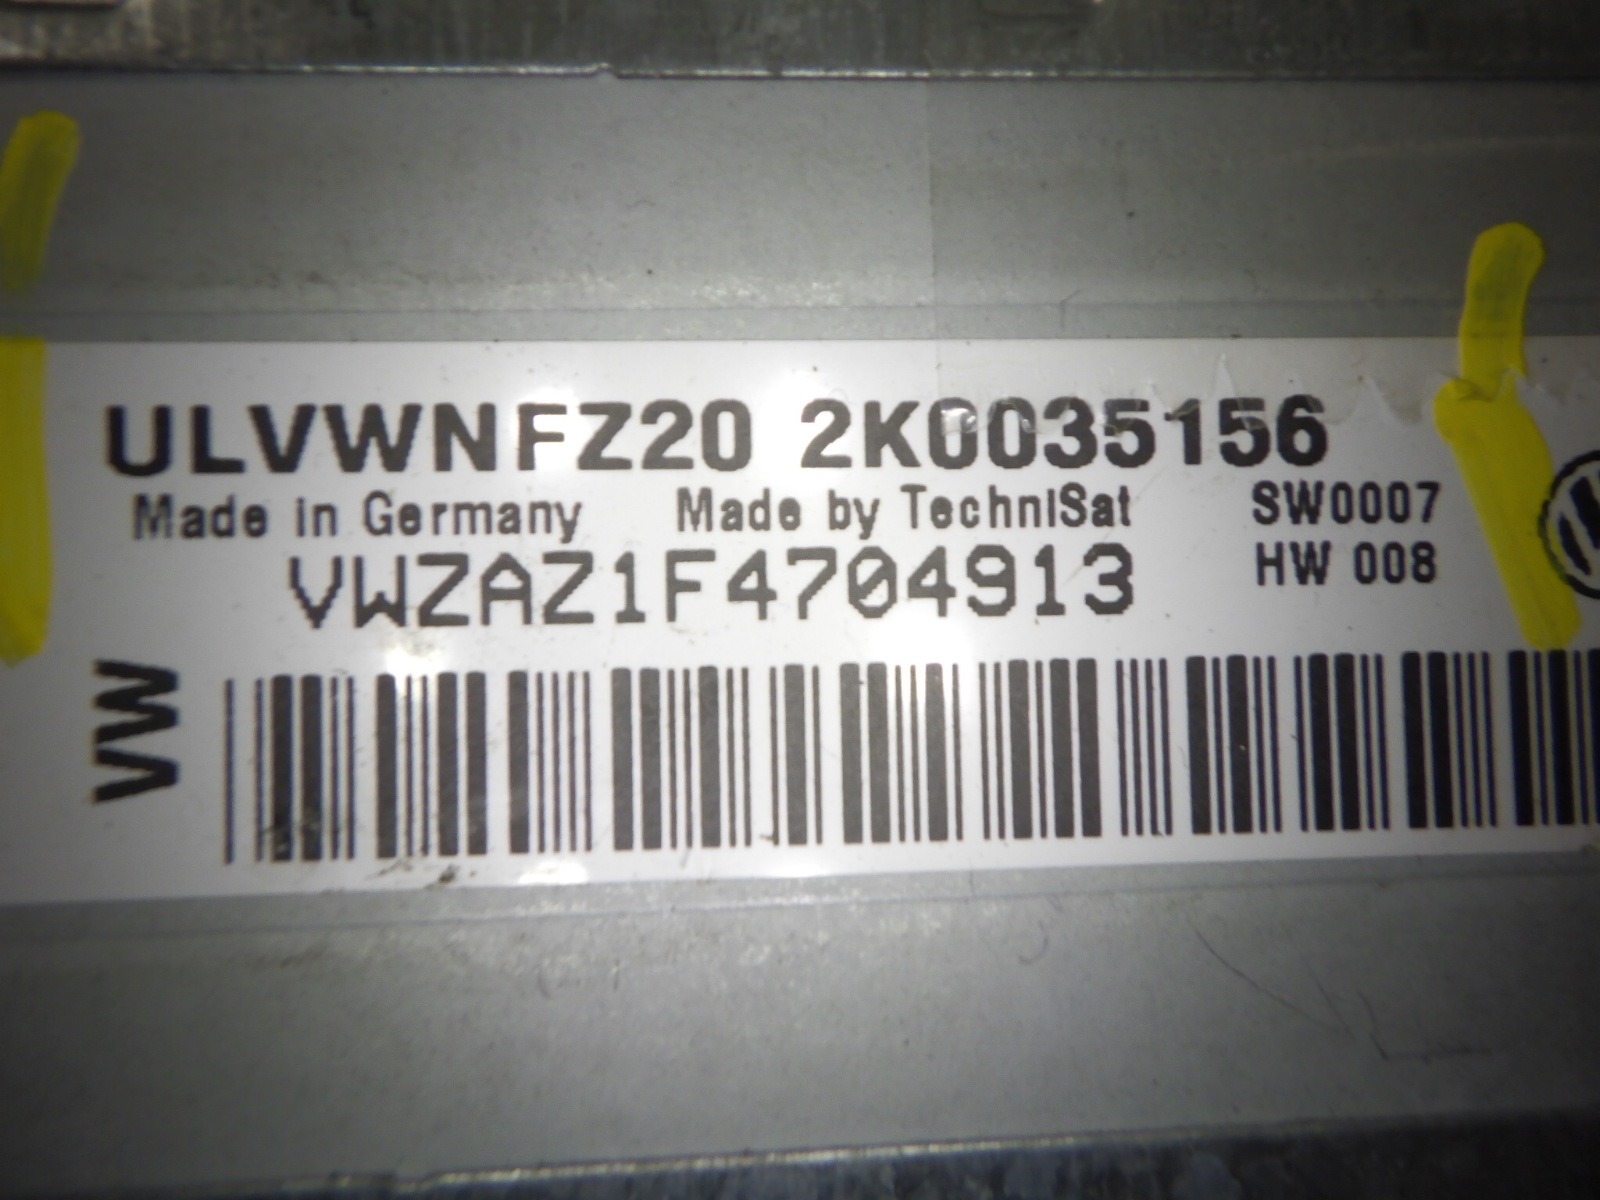 ULVWNFZ20 2K0035156
Made in Germany Made by TechniSat SW0007
HW 008
VWZAZ1F4704913
VW